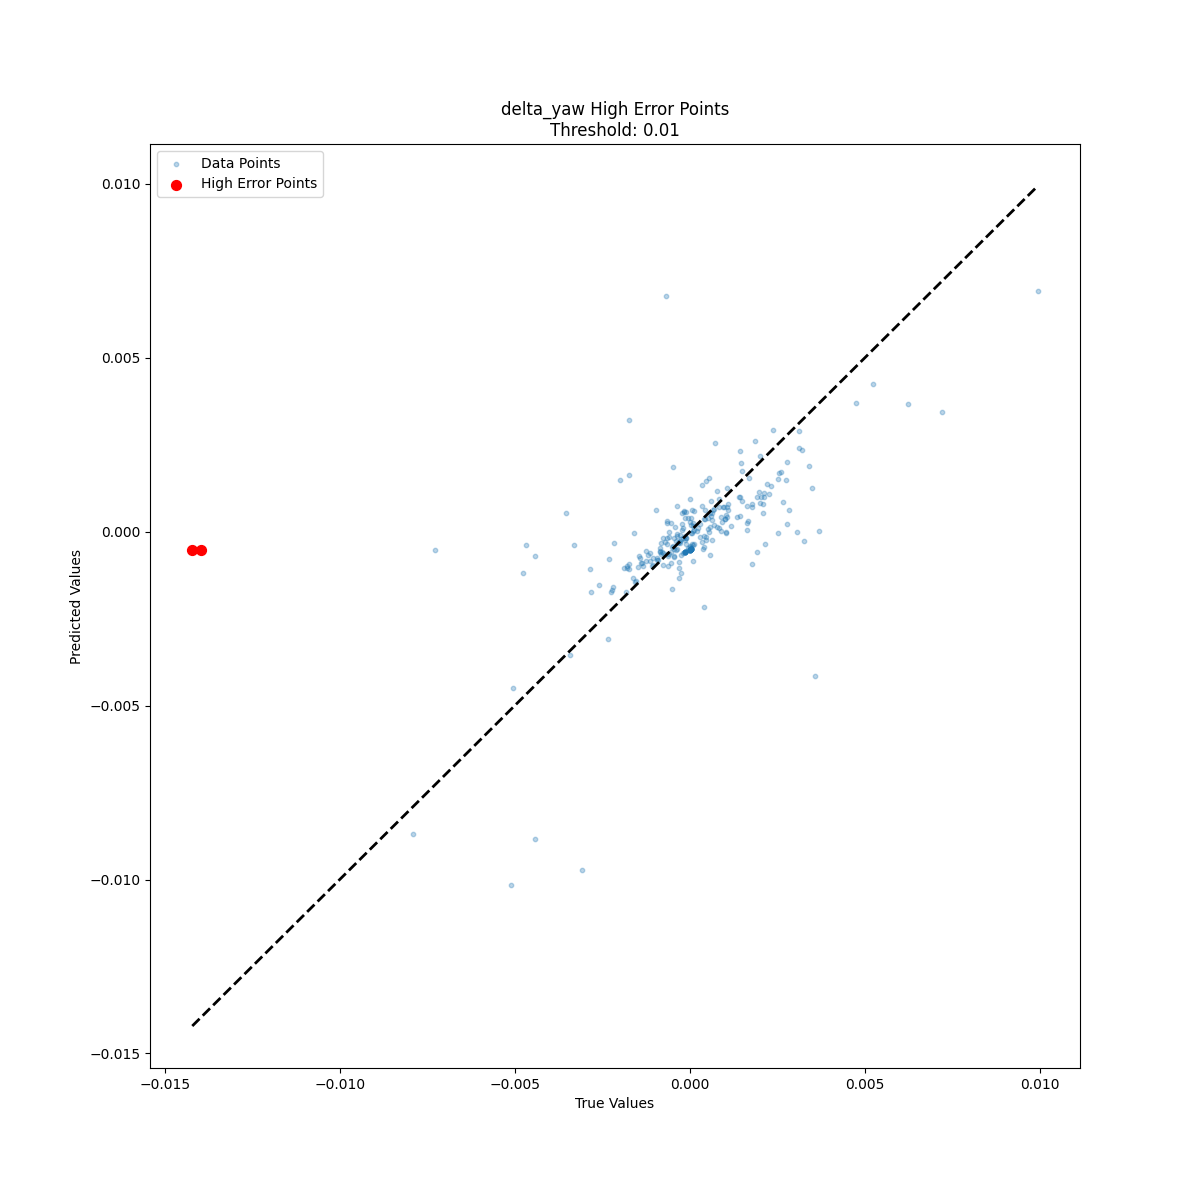 delta_yaw High Error Points
Threshold: 0.01
Data Points
High Error Points
0.010
0.005
0.000
−0.005
−0.010
−0.015
Predicted Values
−0.015
−0.010
−0.005
0.000
0.005
0.010
True Values